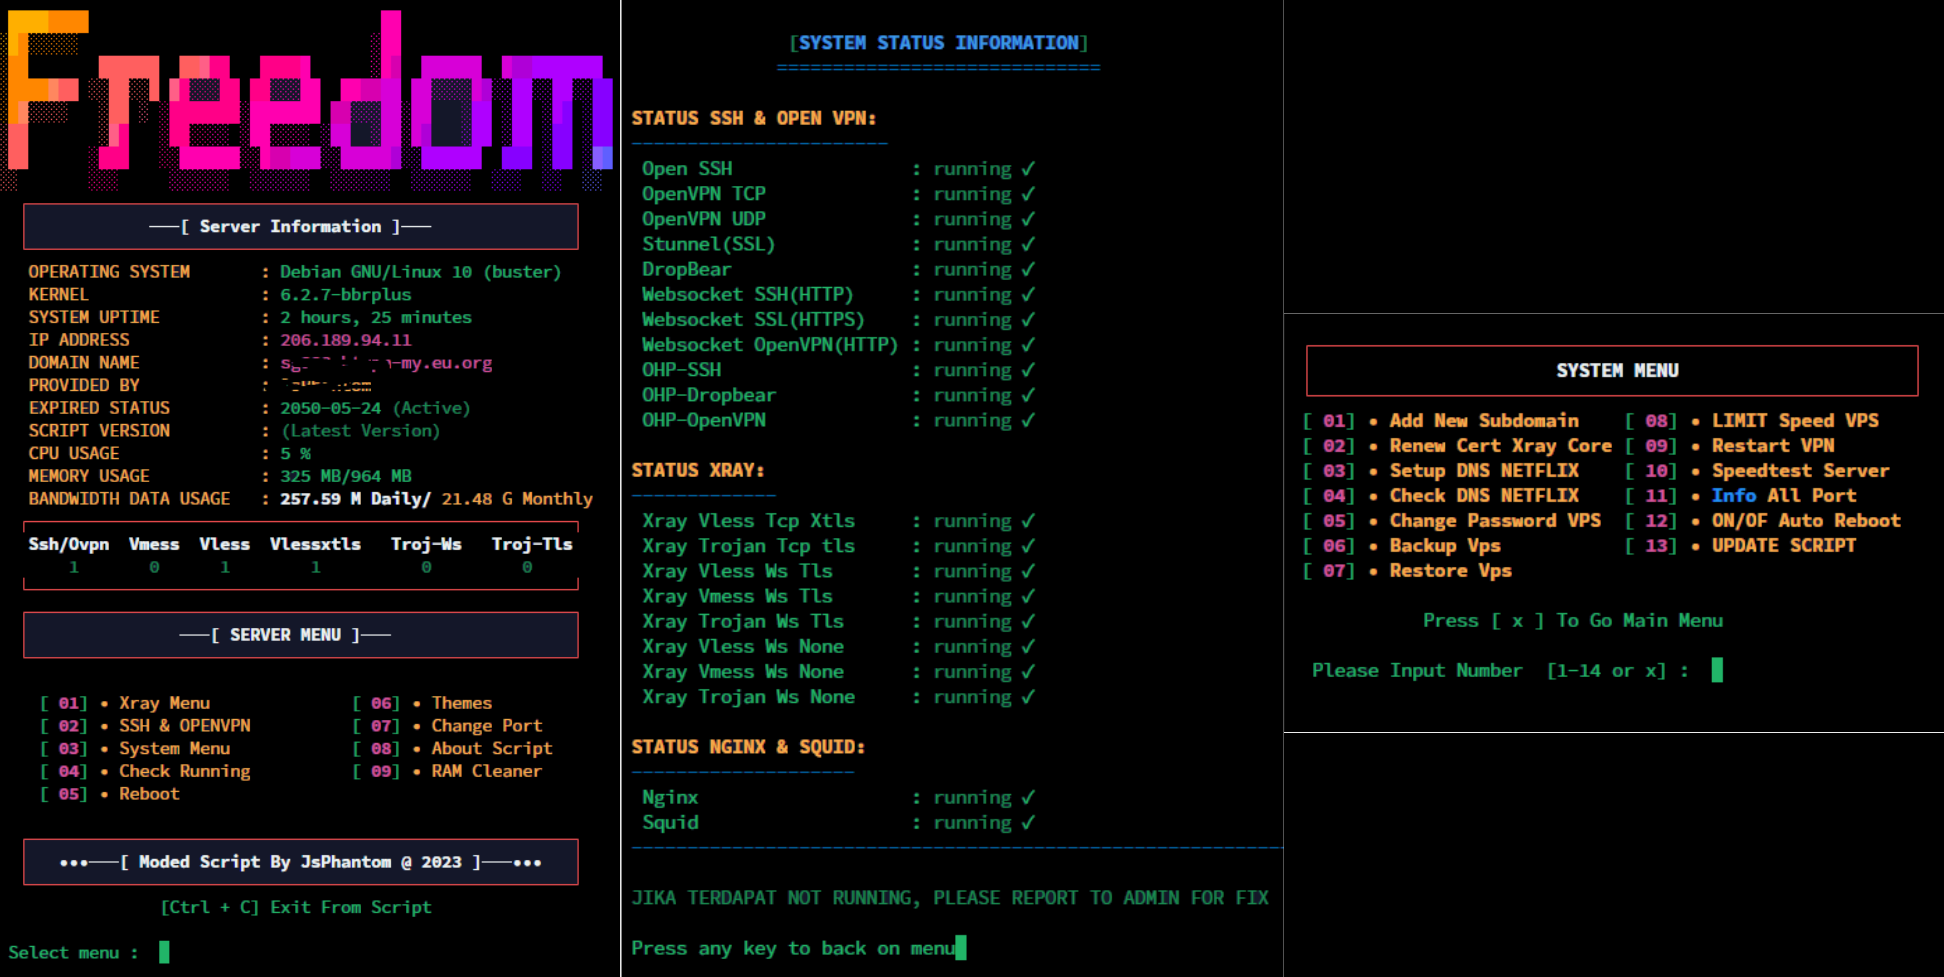 Freedom
───[ Server Information ]───
OPERATING SYSTEM : Debian GNU/Linux 10 (buster)
KERNEL : 6.2.7-bbrplus
SYSTEM UPTIME : 2 hours, 25 minutes
IP ADDRESS : 206.189.94.11
DOMAIN NAME : -my.eu.org
PROVIDED BY :
EXPIRED STATUS : 2050-05-24 (Active)
SCRIPT VERSION : (Latest Version)
CPU USAGE : 5 %
MEMORY USAGE : 325 MB/964 MB
BANDWIDTH DATA USAGE : 257.59 M Daily/ 21.48 G Monthly
Ssh/Ovpn Vmess Vless Vlessxtls Troj-Ws Troj-Tls
1 0 1 1 0 0
───[ SERVER MENU ]───
[ 01] • Xray Menu [ 06] • Themes
[ 02] • SSH & OPENVPN [ 07] • Change Port
[ 03] • System Menu [ 08] • About Script
[ 04] • Check Running [ 09] • RAM Cleaner
[ 05] • Reboot
•••───[ Moded Script By JsPhantom @ 2023 ]───•••
[Ctrl + C] Exit From Script
Select menu :
[SYSTEM STATUS INFORMATION]
=============================
STATUS SSH & OPEN VPN:
-----------------------
Open SSH : running ✓
OpenVPN TCP : running ✓
OpenVPN UDP : running ✓
Stunnel(SSL) : running ✓
DropBear : running ✓
Websocket SSH(HTTP) : running ✓
Websocket SSL(HTTPS) : running ✓
Websocket OpenVPN(HTTP) : running ✓
OHP-SSH : running ✓
OHP-Dropbear : running ✓
OHP-OpenVPN : running ✓
STATUS XRAY:
-------------
Xray Vless Tcp Xtls : running ✓
Xray Trojan Tcp tls : running ✓
Xray Vless Ws Tls : running ✓
Xray Vmess Ws Tls : running ✓
Xray Trojan Ws Tls : running ✓
Xray Vless Ws None : running ✓
Xray Vmess Ws None : running ✓
Xray Trojan Ws None : running ✓
STATUS NGINX & SQUID:
--------------------
Nginx : running ✓
Squid : running ✓
-----------------------------------------------------------
JIKA TERDAPAT NOT RUNNING, PLEASE REPORT TO ADMIN FOR FIX
Press any key to back on menu
SYSTEM MENU
[ 01] • Add New Subdomain [ 08] • LIMIT Speed VPS
[ 02] • Renew Cert Xray Core [ 09] • Restart VPN
[ 03] • Setup DNS NETFLIX [ 10] • Speedtest Server
[ 04] • Check DNS NETFLIX [ 11] • Info All Port
[ 05] • Change Password VPS [ 12] • ON/OF Auto Reboot
[ 06] • Backup Vps [ 13] • UPDATE SCRIPT
[ 07] • Restore Vps
Press [ x ] To Go Main Menu
Please Input Number [1-14 or x] :